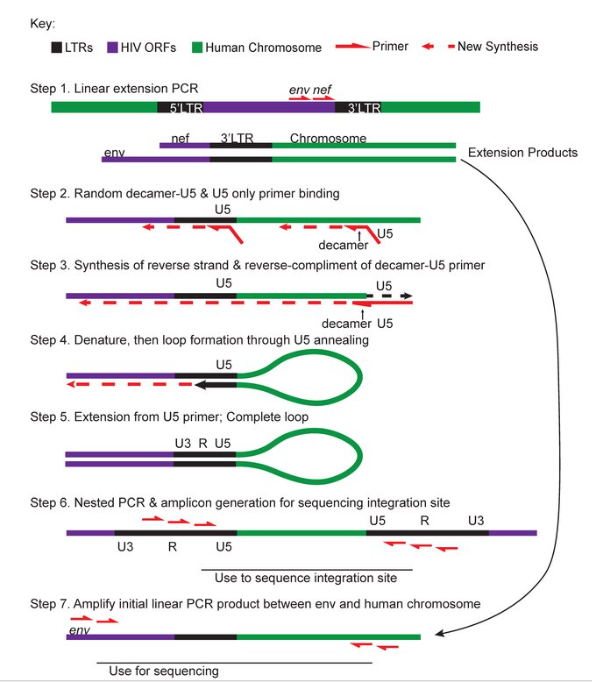 Key:
LTRs HIV ORFs Human Chromosome Primer New Synthesis
Step 1. Linear extension PCR
env nef
5'LTR 3'LTR
nef 3'LTR Chromosome
env Extension Products
Step 2. Random decamer-U5 & U5 only primer binding
U5
U5
decamer
Step 3. Synthesis of reverse strand & reverse-compliment of decamer-U5 primer
U5 U5
decamer U5
Step 4. Denature, then loop formation through U5 annealing
U5
Step 5. Extension from U5 primer; Complete loop
U3 R U5
Step 6. Nested PCR & amplicon generation for sequencing integration site
U5 R U3
U3 R U5
Use to sequence integration site
Step 7. Amplify initial linear PCR product between env and human chromosome
env
Use for sequencing